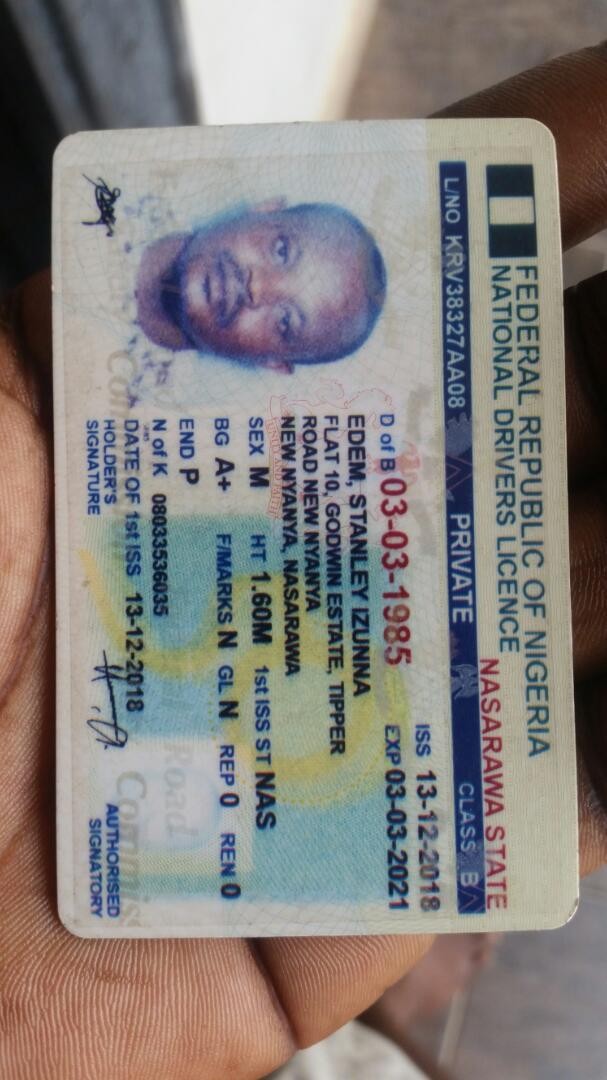 FEDERAL REPUBLIC OF NIGERIA
NATIONAL DRIVERS LICENCE
NASARAWA STATE
L/NO KRV38327AA08 PRIVATE CLASS B
ISS 13-12-2018
D of B 03-03-1985 EXP 03-03-2021
EDEM, STANLEY IZUNNA
FLAT 10, GODWIN ESTATE, TIPPER
ROAD NEW NYANYA
NEW NYANYA, NASARAWA
SEX M HT 1.60M 1st ISS ST NAS
BG A+ F/MARKS N GL N REP 0 REN 0
END P
N of K 08033536035
DATE OF 1st ISS 13-12-2018
HOLDER'S
SIGNATURE
AUTHORISED
SIGNATORY